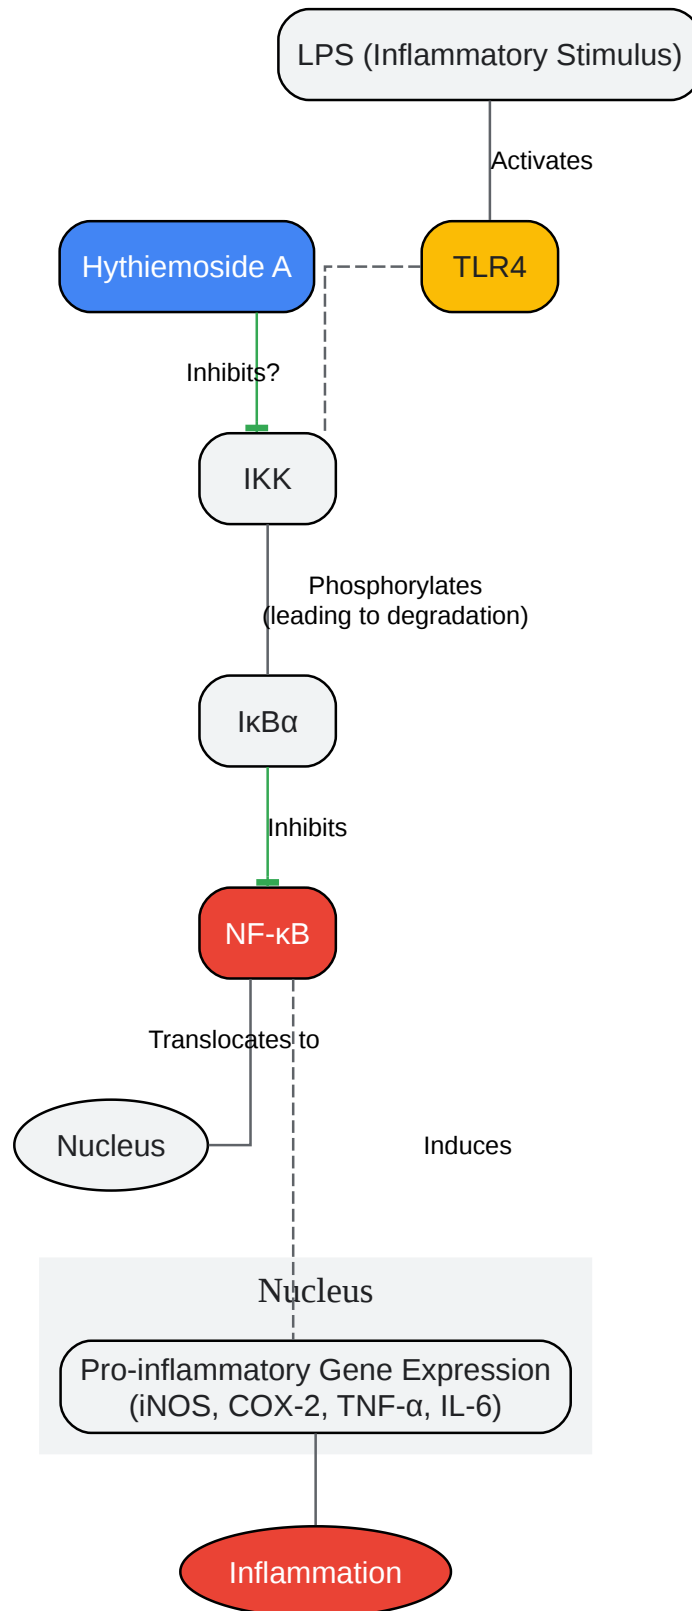 LPS (Inflammatory Stimulus)
Activates
Hythiemoside A
TLR4
Inhibits?
IKK
Phosphorylates
(leading to degradation)
IκBα
Inhibits
NF-κB
Translocates to
Nucleus
Induces
Nucleus
Pro-inflammatory Gene Expression
(iNOS, COX-2, TNF-α, IL-6)
Inflammation